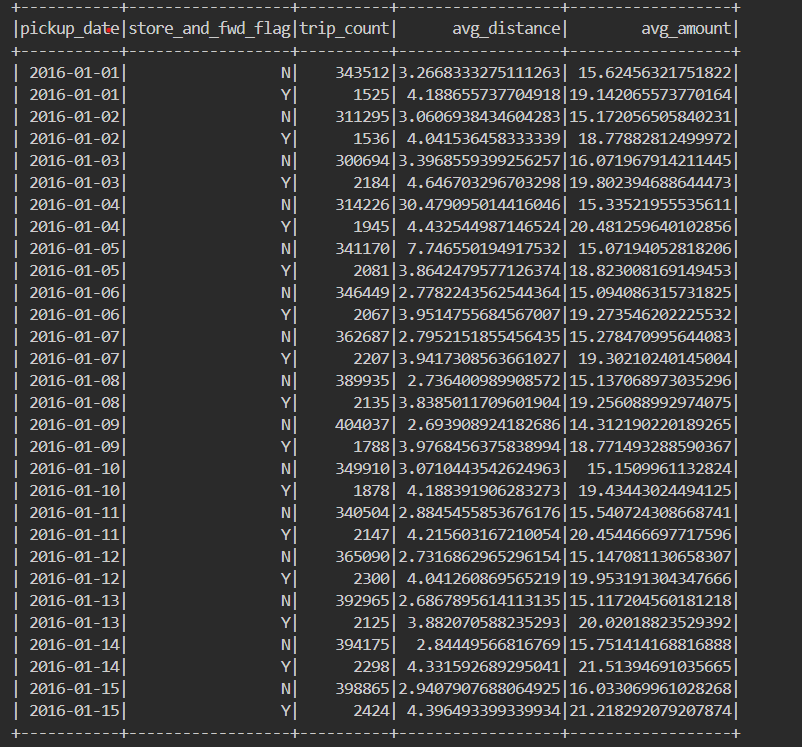 +-----------+------------------+----------+------------------+------------------+
|pickup_date|store_and_fwd_flag|trip_count|      avg_distance|        avg_amount|
+-----------+------------------+----------+------------------+------------------+
| 2016-01-01|                 N|    343512|3.2668333275111263| 15.62456321751822|
| 2016-01-01|                 Y|      1525| 4.188655737704918|19.142065573770164|
| 2016-01-02|                 N|    311295|3.0606938434604283|15.172056505840231|
| 2016-01-02|                 Y|      1536| 4.041536458333339| 18.77882812499972|
| 2016-01-03|                 N|    300694|3.3968559399256257|16.071967914211445|
| 2016-01-03|                 Y|      2184| 4.646703296703298|19.802394688644473|
| 2016-01-04|                 N|    314226|30.479095014416046| 15.33521955535611|
| 2016-01-04|                 Y|      1945| 4.432544987146524|20.481259640102856|
| 2016-01-05|                 N|    341170| 7.746550194917532| 15.07194052818206|
| 2016-01-05|                 Y|      2081|3.8642479577126374|18.823008169149453|
| 2016-01-06|                 N|    346449|2.7782243562544364|15.094086315731825|
| 2016-01-06|                 Y|      2067|3.9514755684567007|19.273546202225532|
| 2016-01-07|                 N|    362687|2.7952151855456435|15.278470995644083|
| 2016-01-07|                 Y|      2207|3.9417308563661027| 19.30210240145004|
| 2016-01-08|                 N|    389935| 2.736400989908572|15.137068973035296|
| 2016-01-08|                 Y|      2135|3.8385011709601904|19.256088992974075|
| 2016-01-09|                 N|    404037| 2.693908924182686|14.312190220189265|
| 2016-01-09|                 Y|      1788|3.9768456375838994|18.771493288590367|
| 2016-01-10|                 N|    349910|3.0710443542624963|  15.1509961132824|
| 2016-01-10|                 Y|      1878| 4.188391906283273| 19.43443024494125|
| 2016-01-11|                 N|    340504|2.8845455853676176|15.540724308668741|
| 2016-01-11|                 Y|      2147| 4.215603167210054|20.454466697717596|
| 2016-01-12|                 N|    365090|2.7316862965296154|15.147081130658307|
| 2016-01-12|                 Y|      2300| 4.041260869565219|19.953191304347666|
| 2016-01-13|                 N|    392965|2.6867895614113135|15.117204560181218|
| 2016-01-13|                 Y|      2125| 3.882070588235293| 20.02018823529392|
| 2016-01-14|                 N|    394175|  2.84449566816769|15.751414168816888|
| 2016-01-14|                 Y|      2298| 4.331592689295041| 21.51394691035665|
| 2016-01-15|                 N|    398865|2.9407907688064925|16.033069961028268|
| 2016-01-15|                 Y|      2424| 4.396493399339934|21.218292079207874|
+-----------+------------------+----------+------------------+------------------+